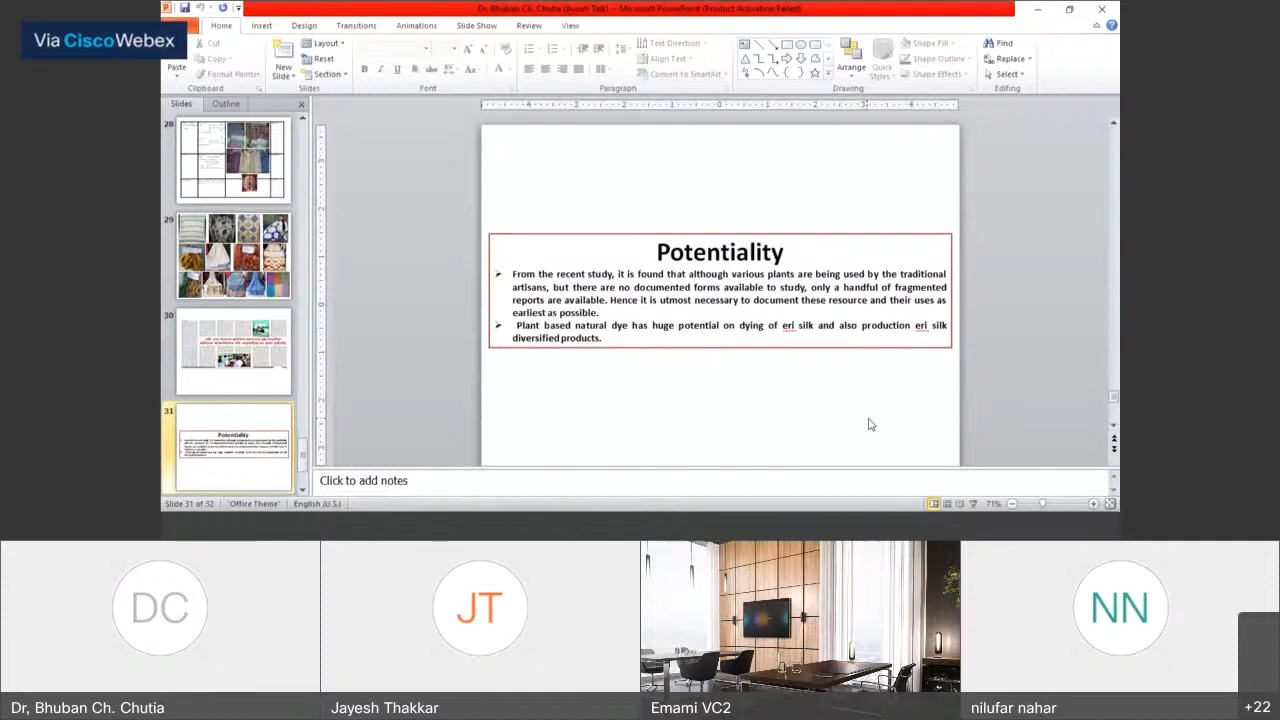 Dr. Bhuban Ch. Chutia (Ayush Talk) - Microsoft PowerPoint (Product Activation Failed)
Via CiscoWebex
Home Insert Design Transitions Animations Slide Show Review View
Cut
Copy
Format Painter
Paste
Clipboard
New
Slide
Layout
Reset
Section
Slides
Font
Paragraph
Text Direction
Align Text
Convert to SmartArt
Arrange
Quick
Styles
Shape Fill
Shape Outline
Shape Effects
Drawing
Find
Replace
Select
Editing
Slides Outline
28
29
30
31
Potentiality
From the recent study, it is found that although various plants are being used by the traditional
artisans, but there are no documented forms available to study, only a handful of fragmented
reports are available. Hence it is utmost necessary to document these resource and their uses as
earliest as possible.
Plant based natural dye has huge potential on dying of eri silk and also production eri silk
diversified products.
Click to add notes
Slide 31 of 32 "Office Theme" English (U.S.) 71%
DC
JT
NN
Dr, Bhuban Ch. Chutia
Jayesh Thakkar
Emami VC2
nilufar nahar
+22